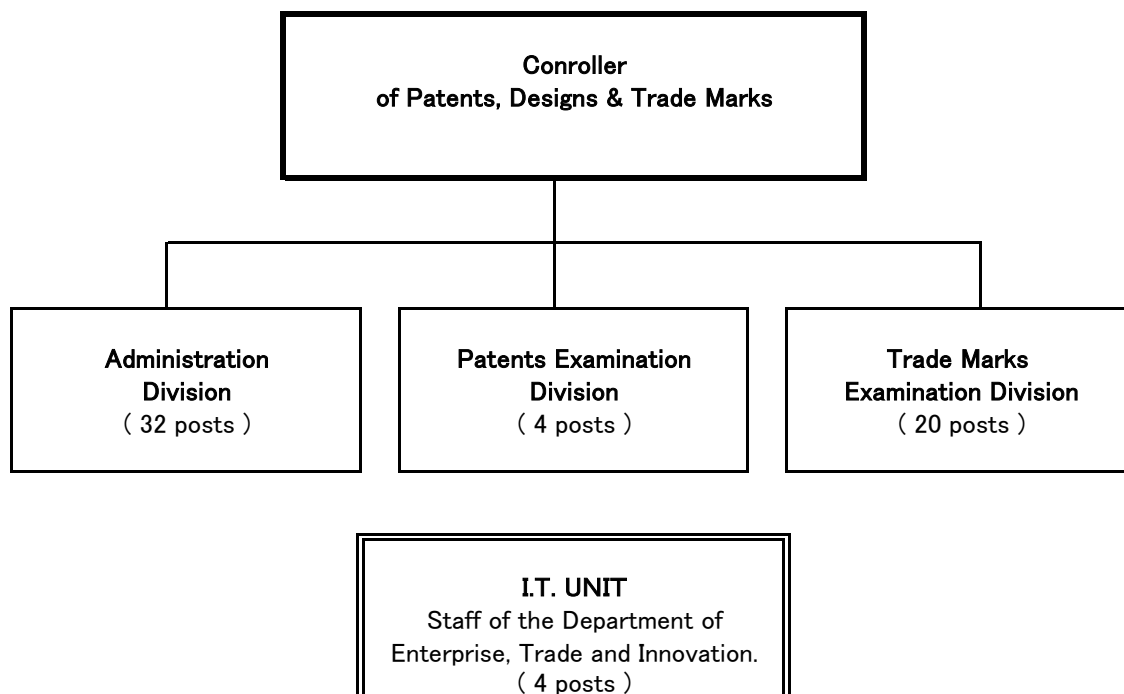 Conroller
of Patents, Designs & Trade Marks
Administration
Division
( 32 posts )
Patents Examination
Division
( 4 posts )
Trade Marks
Examination Division
( 20 posts )
I.T. UNIT
Staff of the Department of
Enterprise, Trade and Innovation.
( 4 posts )